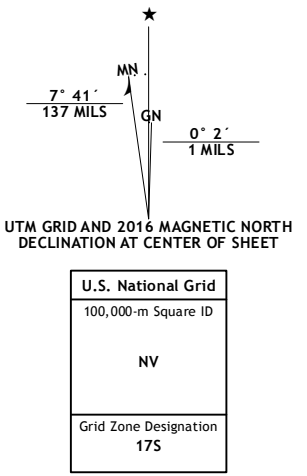 ★
MN
7° 41´
137 MILS
GN
0° 2´
1 MILS
UTM GRID AND 2016 MAGNETIC NORTH
DECLINATION AT CENTER OF SHEET
U.S. National Grid
100,000-m Square ID
NV
Grid Zone Designation
17S